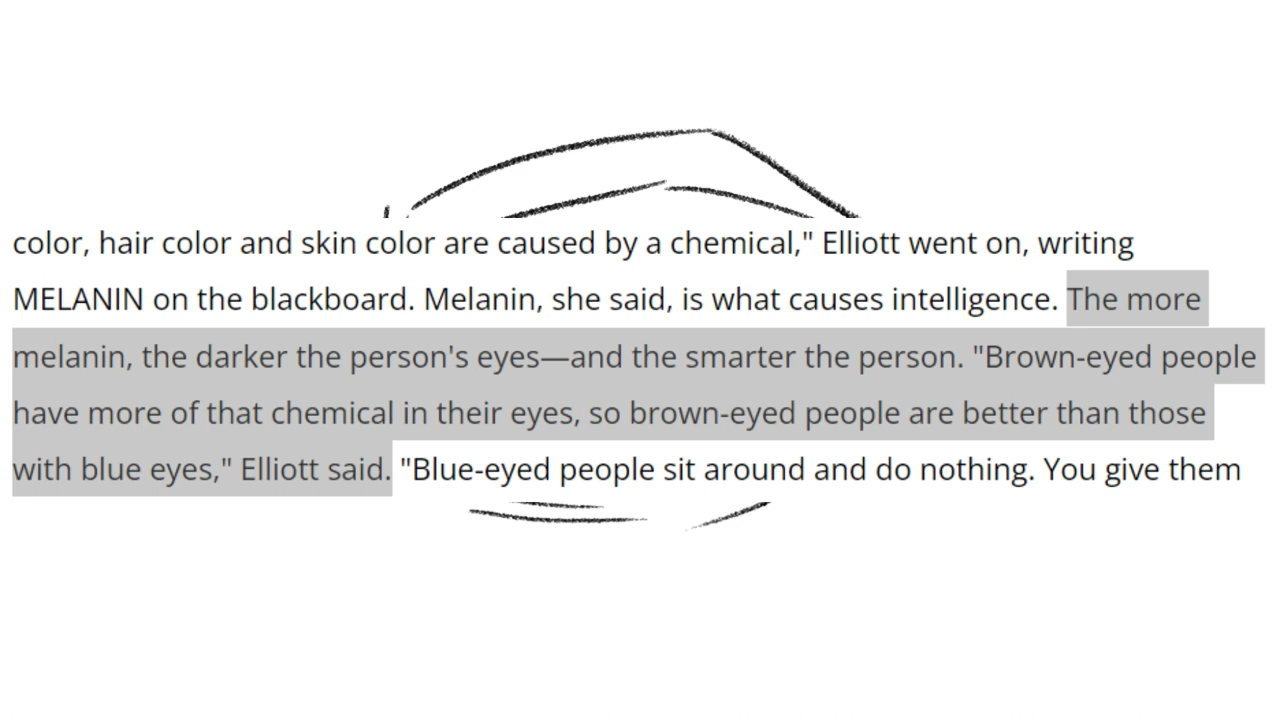 color, hair color and skin color are caused by a chemical," Elliott went on, writing
MELANIN on the blackboard. Melanin, she said, is what causes intelligence. The more
melanin, the darker the person's eyes—and the smarter the person. "Brown-eyed people
have more of that chemical in their eyes, so brown-eyed people are better than those
with blue eyes," Elliott said. "Blue-eyed people sit around and do nothing. You give them